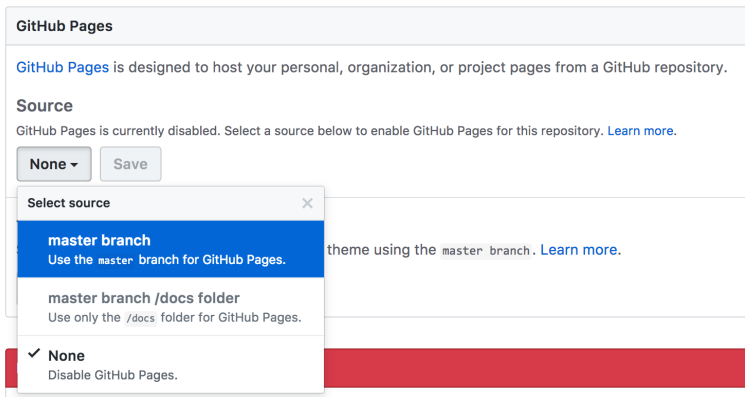 GitHub Pages
GitHub Pages is designed to host your personal, organization, or project pages from a GitHub repository.
Source
GitHub Pages is currently disabled. Select a source below to enable GitHub Pages for this repository. Learn more.
None Save
Select source
master branch
Use the master branch for GitHub Pages.
theme using the master branch. Learn more.
master branch /docs folder
Use only the /docs folder for GitHub Pages.
None
Disable GitHub Pages.